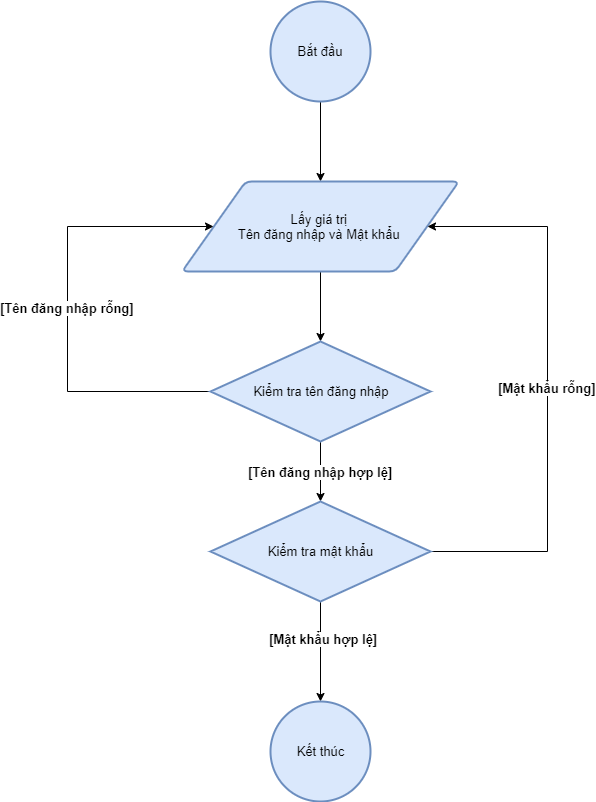 Bắt đầu
Lấy giá trị
Tên đăng nhập và Mật khẩu
[Tên đăng nhập rỗng]
Kiểm tra tên đăng nhập
[Mật khẩu rỗng]
[Tên đăng nhập hợp lệ]
Kiểm tra mật khẩu
[Mật khẩu hợp lệ]
Kết thúc